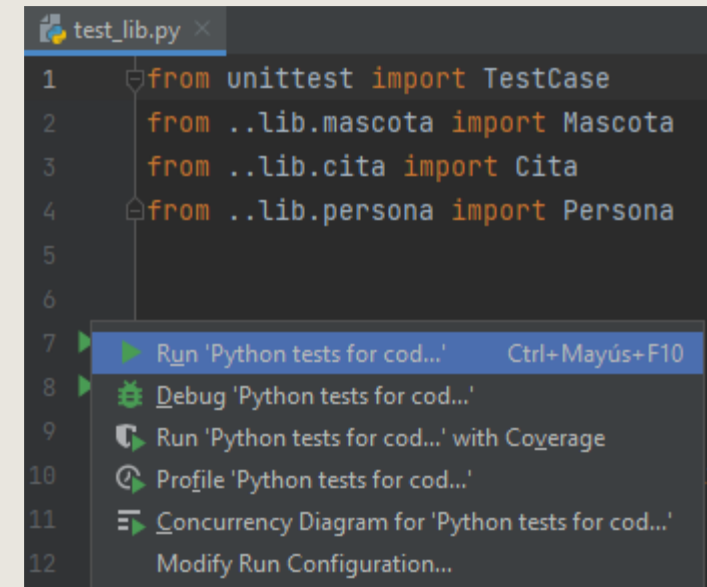 test_lib.py
1 from unittest import TestCase
2 from ..lib.mascota import Mascota
3 from ..lib.cita import Cita
4 from ..lib.persona import Persona
5
6
7 Run 'Python tests for cod...' Ctrl+Mayús+F10
8 Debug 'Python tests for cod...'
9 Run 'Python tests for cod...' with Coverage
10 Profile 'Python tests for cod...'
11 Concurrency Diagram for 'Python tests for cod...'
12 Modify Run Configuration...